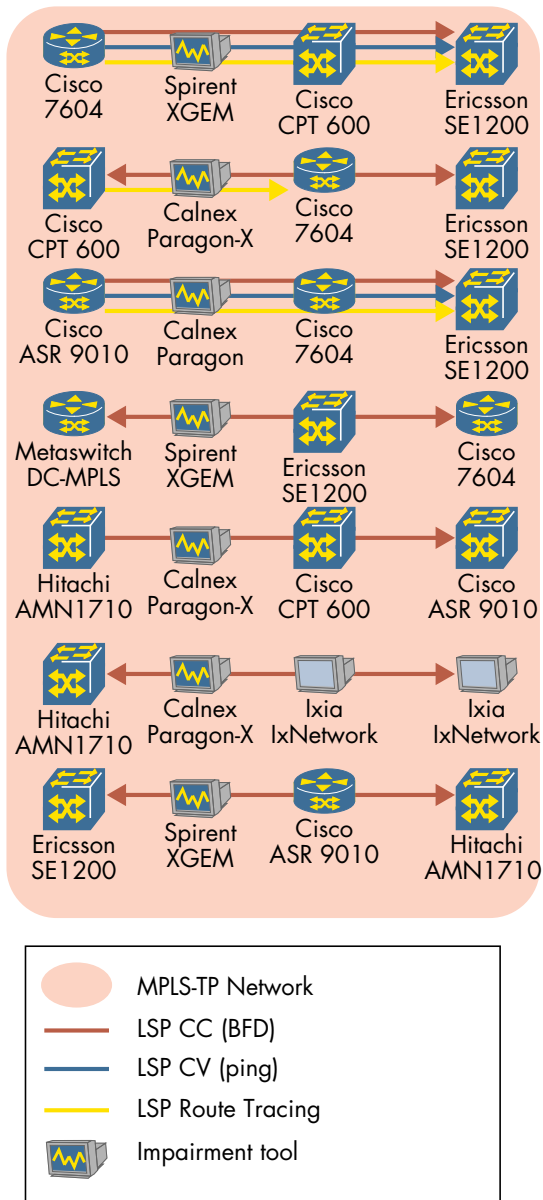 Cisco
7604
Spirent
XGEM
Cisco
CPT 600
Ericsson
SE1200
Cisco
CPT 600
Calnex
Paragon-X
Cisco
7604
Ericsson
SE1200
Cisco
ASR 9010
Calnex
Paragon
Cisco
7604
Ericsson
SE1200
Metaswitch
DC-MPLS
Spirent
XGEM
Ericsson
SE1200
Cisco
7604
Hitachi
AMN1710
Calnex
Paragon-X
Cisco
CPT 600
Cisco
ASR 9010
Hitachi
AMN1710
Calnex
Paragon-X
Ixia
IxNetwork
Ixia
IxNetwork
Ericsson
SE1200
Spirent
XGEM
Cisco
ASR 9010
Hitachi
AMN1710
MPLS-TP Network
LSP CC (BFD)
LSP CV (ping)
LSP Route Tracing
Impairment tool